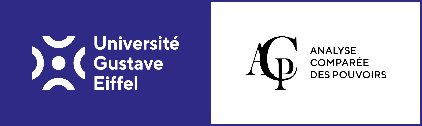 Université
Gustave
Eiffel
ACP
ANALYSE
COMPARÉE
DES POUVOIRS